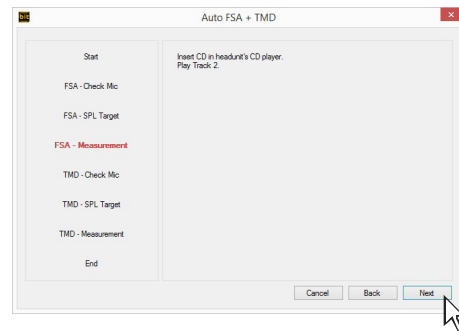 bit
Auto FSA + TMD
x
Start
FSA - Check Mic
FSA - SPL Target
FSA - Measurement
TMD - Check Mic
TMD - SPL Target
TMD - Measurement
End
Insert CD in headunit's CD player.
Play Track 2.
Cancel Back Next